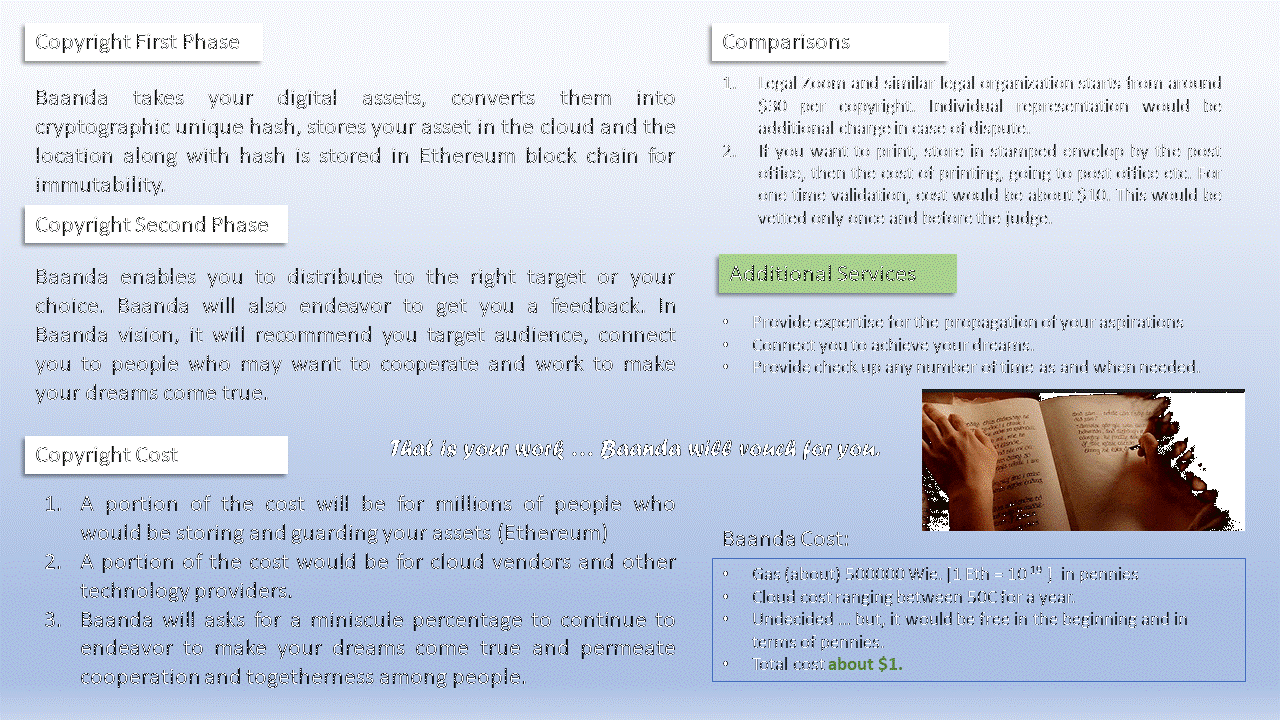 Copyright First Phase
Baanda takes your digital assets, converts them into
cryptographic unique hash, stores your asset in the cloud and the
location along with hash is stored in Ethereum block chain for
immutability.
Copyright Second Phase
Baanda enables you to distribute to the right target or your
choice. Baanda will also endeavor to get you a feedback. In
Baanda vision, it will recommend you target audience, connect
you to people who may want to cooperate and work to make
your dreams come true.
Copyright Cost
1. A portion of the cost will be for millions of people who
would be storing and guarding your assets (Ethereum)
2. A portion of the cost would be for cloud vendors and other
technology providers.
3. Baanda will asks for a miniscule percentage to continue to
endeavor to make your dreams come true and permeate
cooperation and togetherness among people.
This is your work. Baanda will vouch for you.
Comparisons
1. Legal Zoom and similar legal organization starts from around
$30 per copyright. Individual representation would be
additional charge in case of dispute.
2. If you want to print, store in stamped envelop by the post
office, then the cost of printing, going to post office etc. For
one time validation, cost would be about $10. This would be
vetted only once and before the judge.
Additional Services
• Provide expertise for the propagation of your aspirations
• Connect you to achieve your dreams.
• Provide check up any number of time as and when needed.
Baanda Cost:
• Gas (about) 500000 Wie. [1 Eth = 10 ] in pennies
• Cloud cost ranging between 50C for a year.
• Undecided ... but, it would be free in the beginning and in
terms of pennies.
• Total cost about $1.